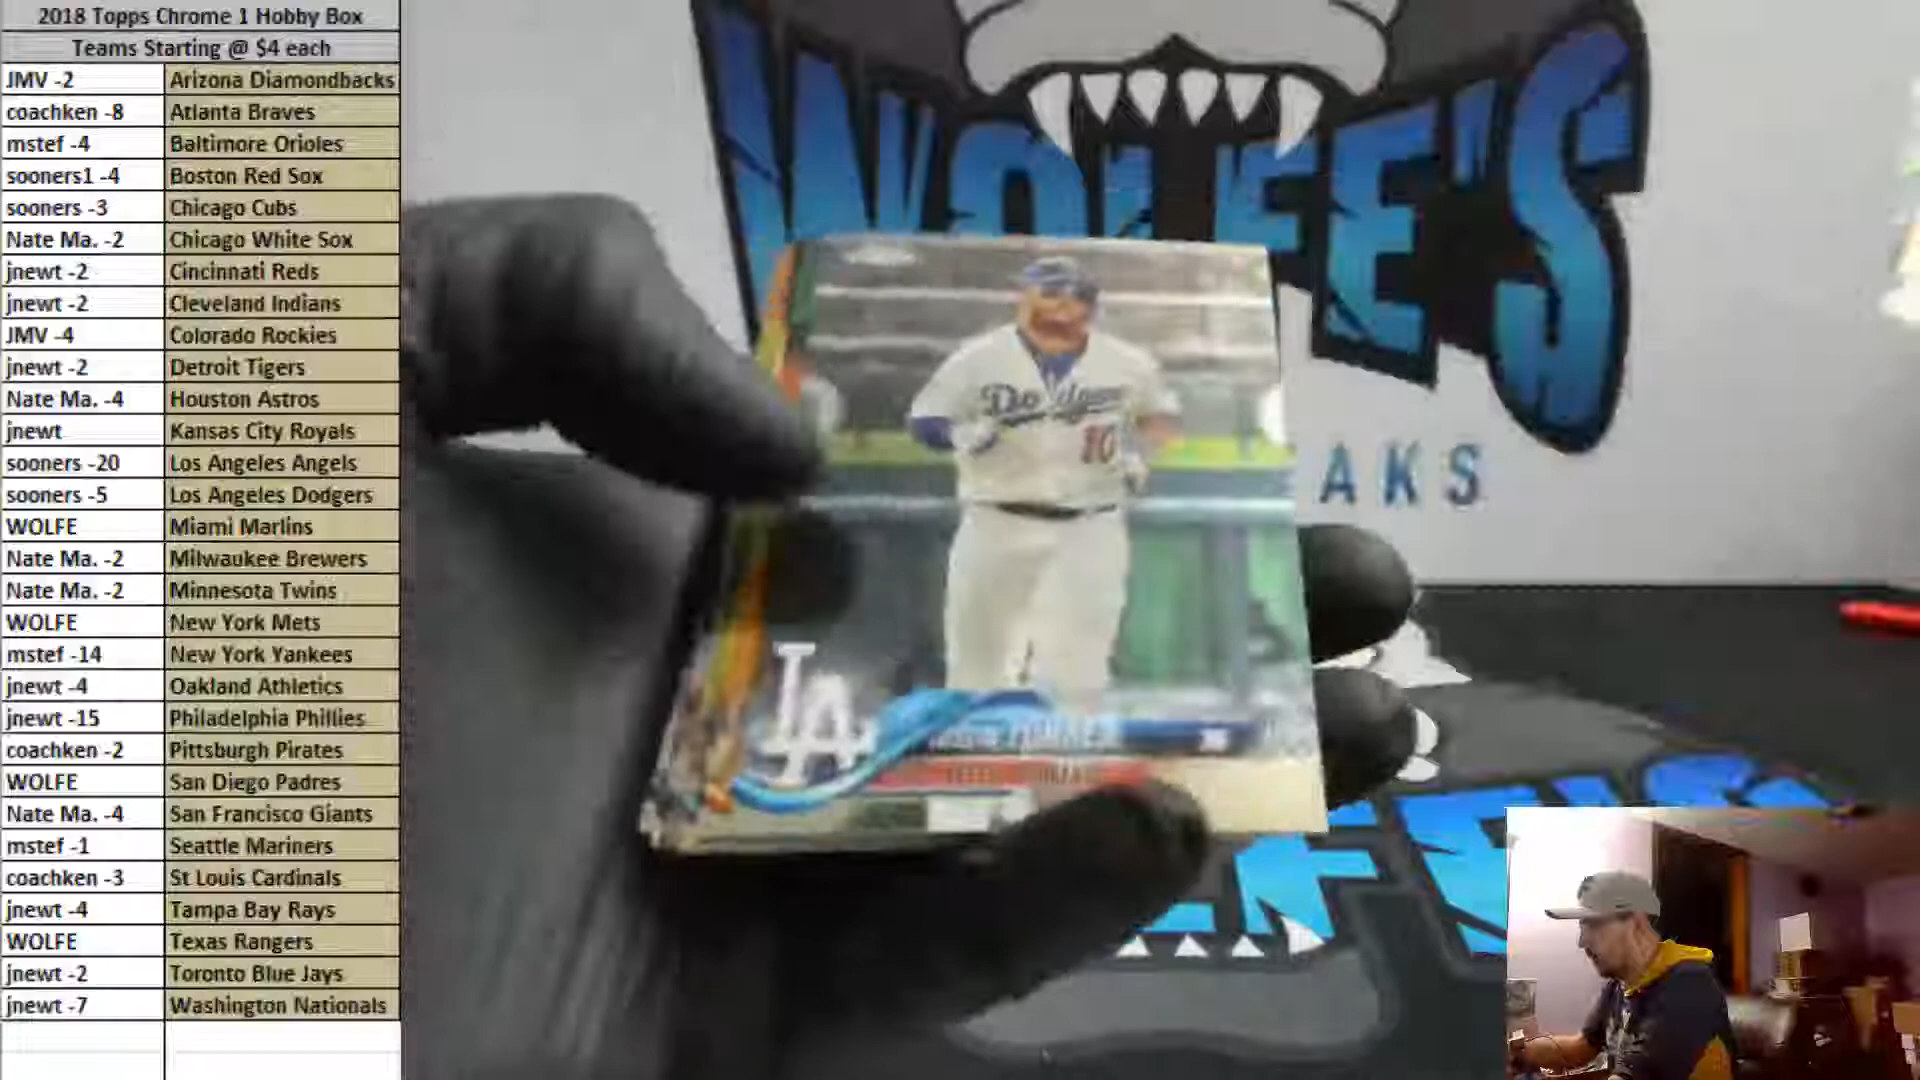 2018 Topps Chrome 1 Hobby Box
Teams Starting @ $4 each
JMV -2 Arizona Diamondbacks
coachken -8 Atlanta Braves
mstef -4 Baltimore Orioles
sooners1 -4 Boston Red Sox
sooners -3 Chicago Cubs
Nate Ma. -2 Chicago White Sox
jnewt -2 Cincinnati Reds
jnewt -2 Cleveland Indians
JMV -4 Colorado Rockies
jnewt -2 Detroit Tigers
Nate Ma. -4 Houston Astros
jnewt Kansas City Royals
sooners -20 Los Angeles Angels
sooners -5 Los Angeles Dodgers
WOLFE Miami Marlins
Nate Ma. -2 Milwaukee Brewers
Nate Ma. -2 Minnesota Twins
WOLFE New York Mets
mstef -14 New York Yankees
jnewt -4 Oakland Athletics
jnewt -15 Philadelphia Phillies
coachken -2 Pittsburgh Pirates
WOLFE San Diego Padres
Nate Ma. -4 San Francisco Giants
mstef -1 Seattle Mariners
coachken -3 St Louis Cardinals
jnewt -4 Tampa Bay Rays
WOLFE Texas Rangers
jnewt -2 Toronto Blue Jays
jnewt -7 Washington Nationals
WOLFE'S
AKS
Dodgers
10
LA